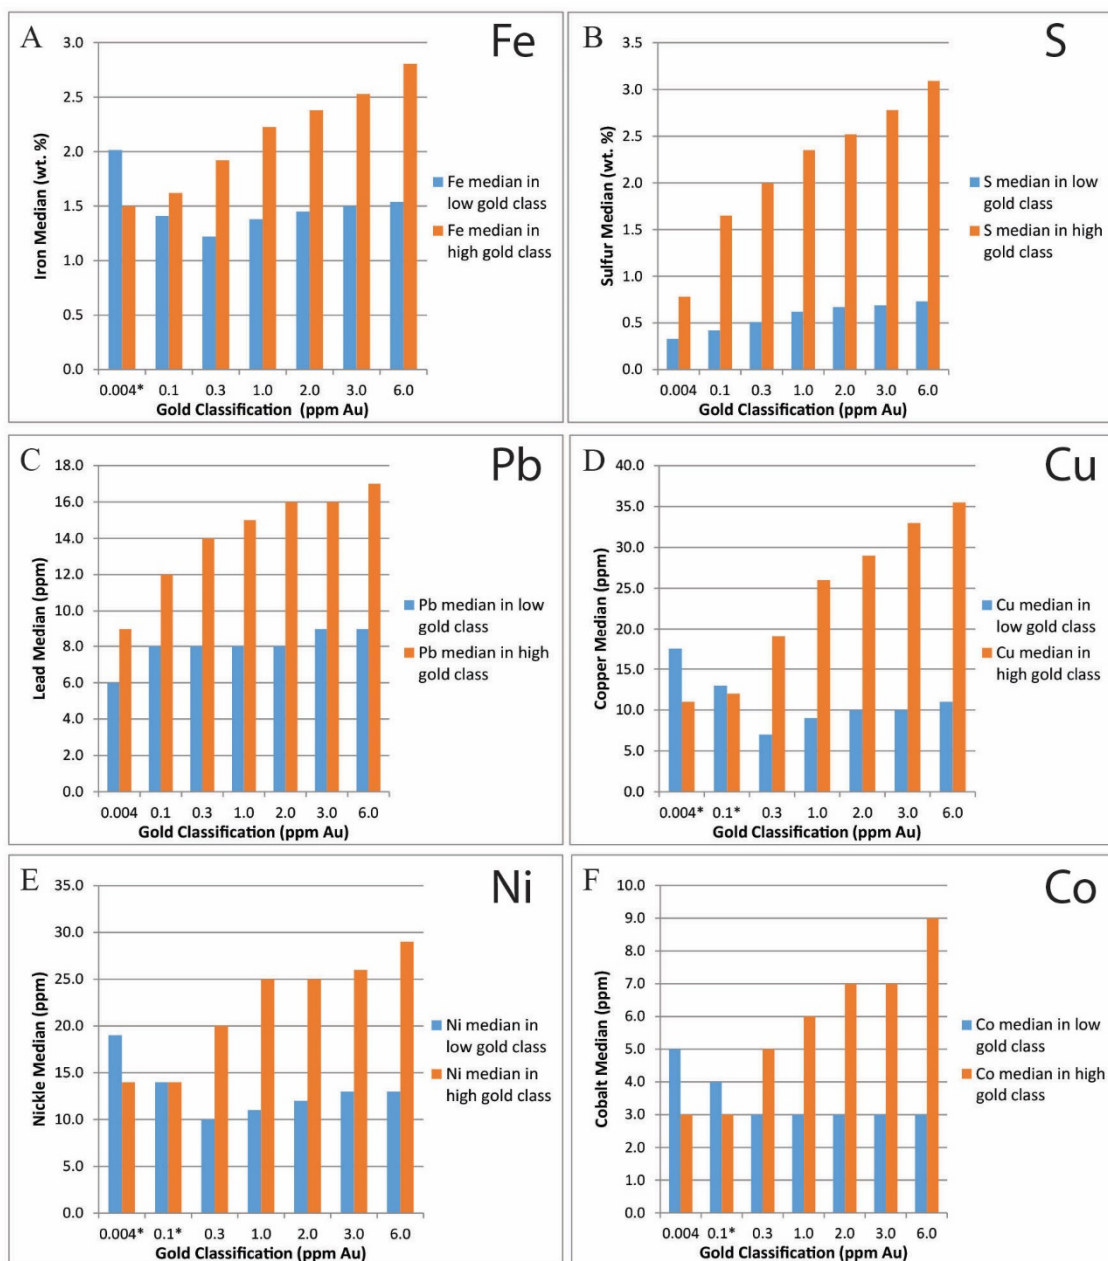 A
Fe
3.0
2.5
2.0
1.5
1.0
0.5
0.0
Iron Median (wt. %)
0.004* 0.1 0.3 1.0 2.0 3.0 6.0
Gold Classification (ppm Au)
Fe median in
low gold class
Fe median in
high gold class
B
S
3.5
3.0
2.5
2.0
1.5
1.0
0.5
0.0
Sulfur Median (wt. %)
0.004 0.1 0.3 1.0 2.0 3.0 6.0
Gold Classification (ppm Au)
S median in low
gold class
S median in high
gold class
C
Pb
18.0
16.0
14.0
12.0
10.0
8.0
6.0
4.0
2.0
0.0
Lead Median (ppm)
0.004 0.1 0.3 1.0 2.0 3.0 6.0
Gold Classification (ppm Au)
Pb median in low
gold class
Pb median in high
gold class
D
Cu
40.0
35.0
30.0
25.0
20.0
15.0
10.0
5.0
0.0
Copper Median (ppm)
0.004* 0.1* 0.3 1.0 2.0 3.0 6.0
Gold Classification (ppm Au)
Cu median in
low gold class
Cu median in
high gold class
E
Ni
35.0
30.0
25.0
20.0
15.0
10.0
5.0
0.0
Nickle Median (ppm)
0.004* 0.1* 0.3 1.0 2.0 3.0 6.0
Gold Classification (ppm Au)
Ni median in
low gold class
Ni median in
high gold class
F
Co
10.0
9.0
8.0
7.0
6.0
5.0
4.0
3.0
2.0
1.0
0.0
Cobalt Median (ppm)
0.004 0.1* 0.3 1.0 2.0 3.0 6.0
Gold Classification (ppm Au)
Co median in low
gold class
Co median in high
gold class